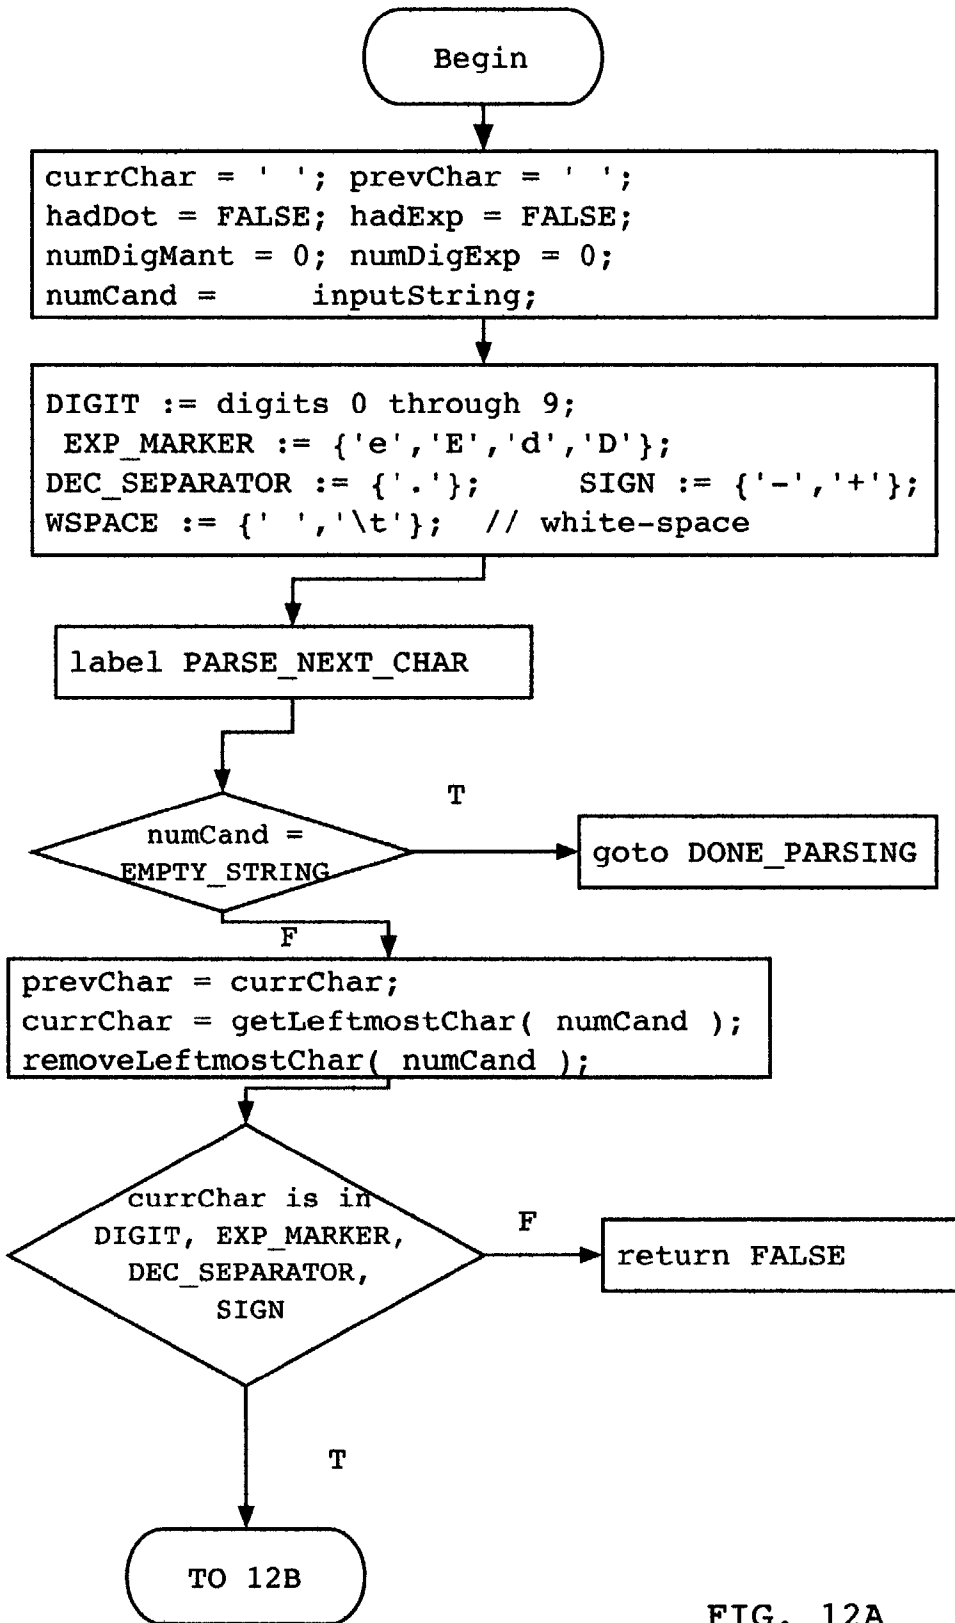 Begin
currChar = ' '; prevChar = ' ';
hadDot = FALSE; hadExp = FALSE;
numDigMant = 0; numDigExp = 0;
numCand =     inputString;
DIGIT := digits 0 through 9;
EXP_MARKER := {'e','E','d','D'};
DEC_SEPARATOR := {'.'};     SIGN := {'-','+'};
WSPACE := {' ','\t'};  // white-space
label PARSE_NEXT_CHAR
T
numCand =
EMPTY_STRING
goto DONE_PARSING
F
prevChar = currChar;
currChar = getLeftmostChar( numCand );
removeLeftmostChar( numCand );
currChar is in
DIGIT, EXP_MARKER,
DEC_SEPARATOR,
SIGN
F
return FALSE
T
TO 12B
FIG. 12A